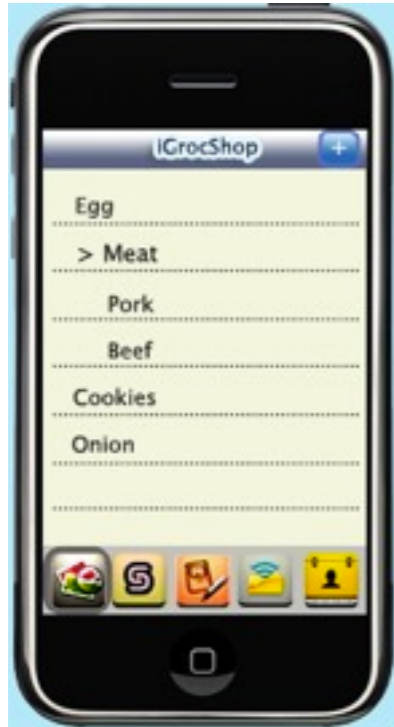 iGrocShop
+
Egg
> Meat
Pork
Beef
Cookies
Onion